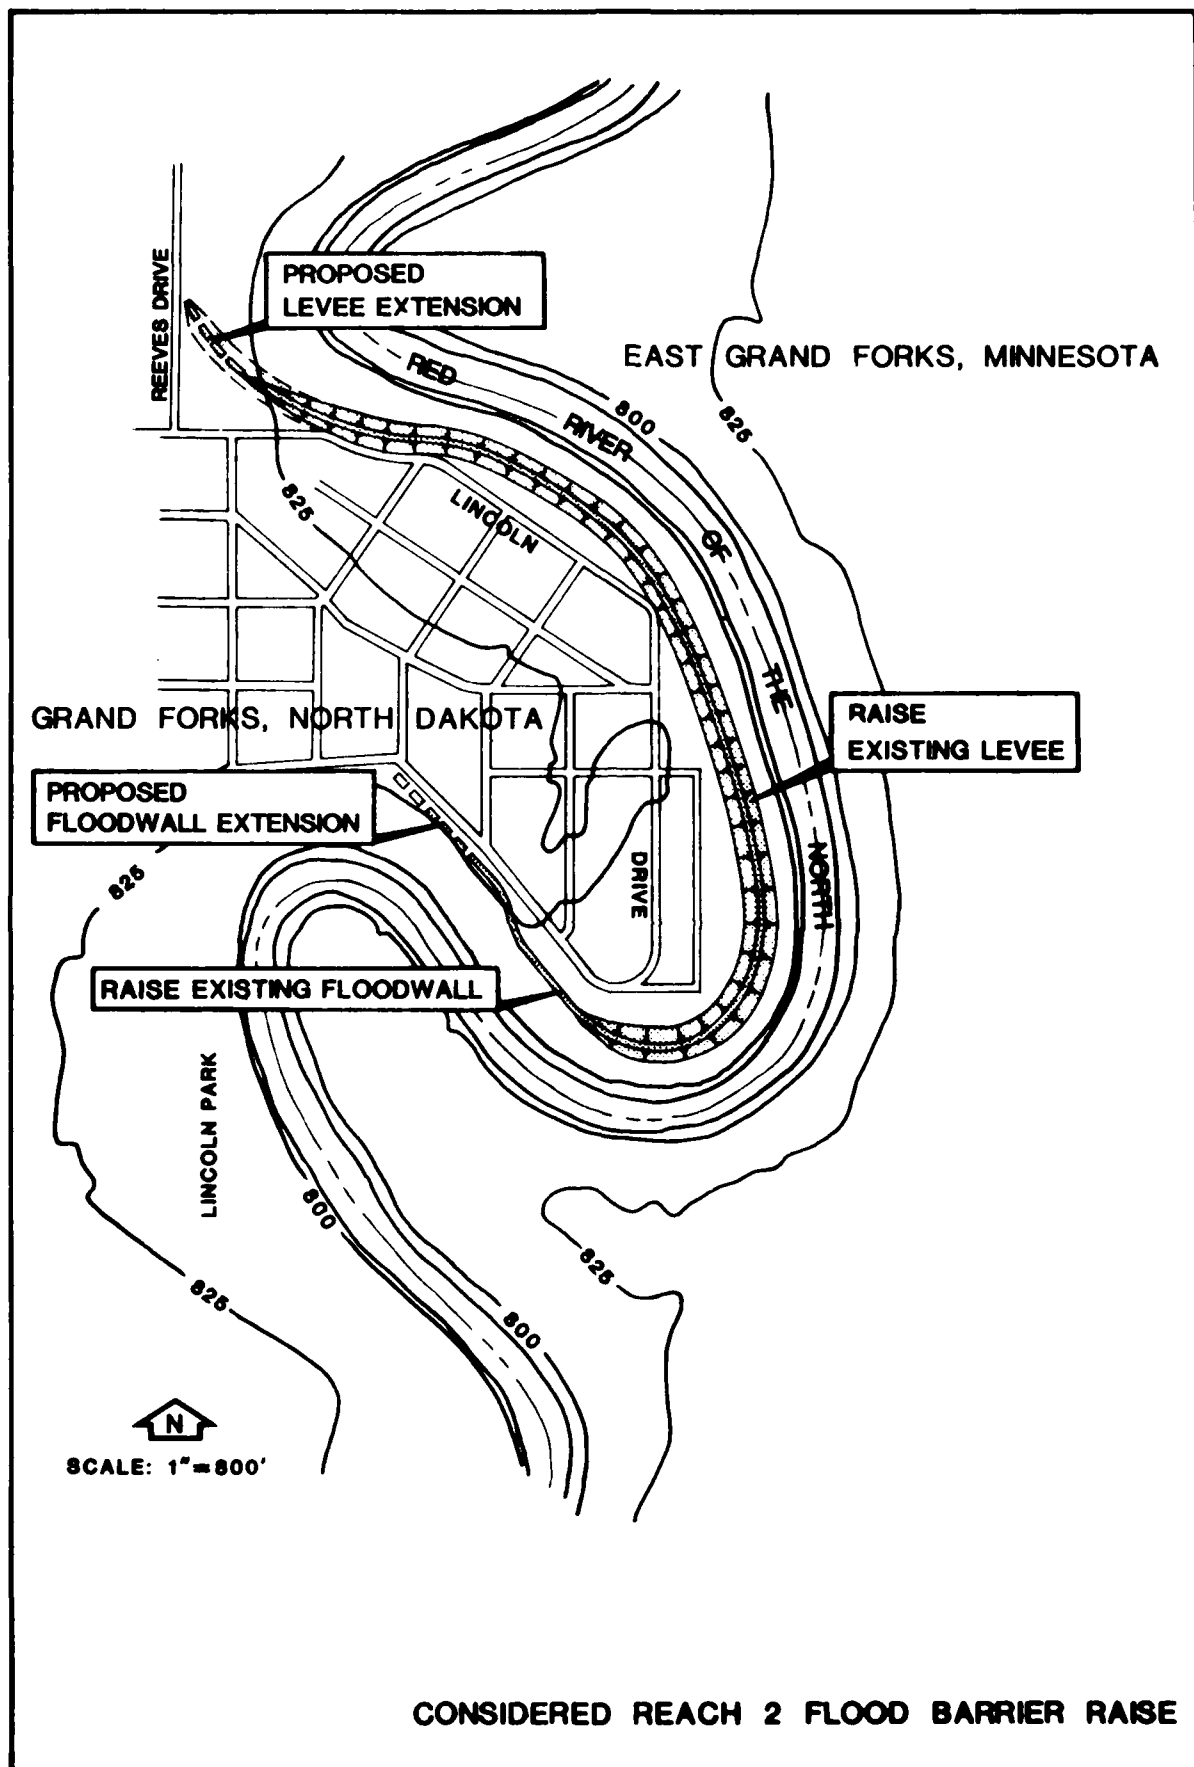 REEVES DRIVE
PROPOSED
LEVEE EXTENSION
EAST GRAND FORKS, MINNESOTA
RED
RIVER
OF
THE
NORTH
800
825
825
LINCOLN
DRIVE
GRAND FORKS, NORTH DAKOTA
RAISE
EXISTING LEVEE
PROPOSED
FLOODWALL EXTENSION
825
RAISE EXISTING FLOODWALL
LINCOLN PARK
800
825
825
800
N
SCALE: 1"=800'
CONSIDERED REACH 2 FLOOD BARRIER RAISE